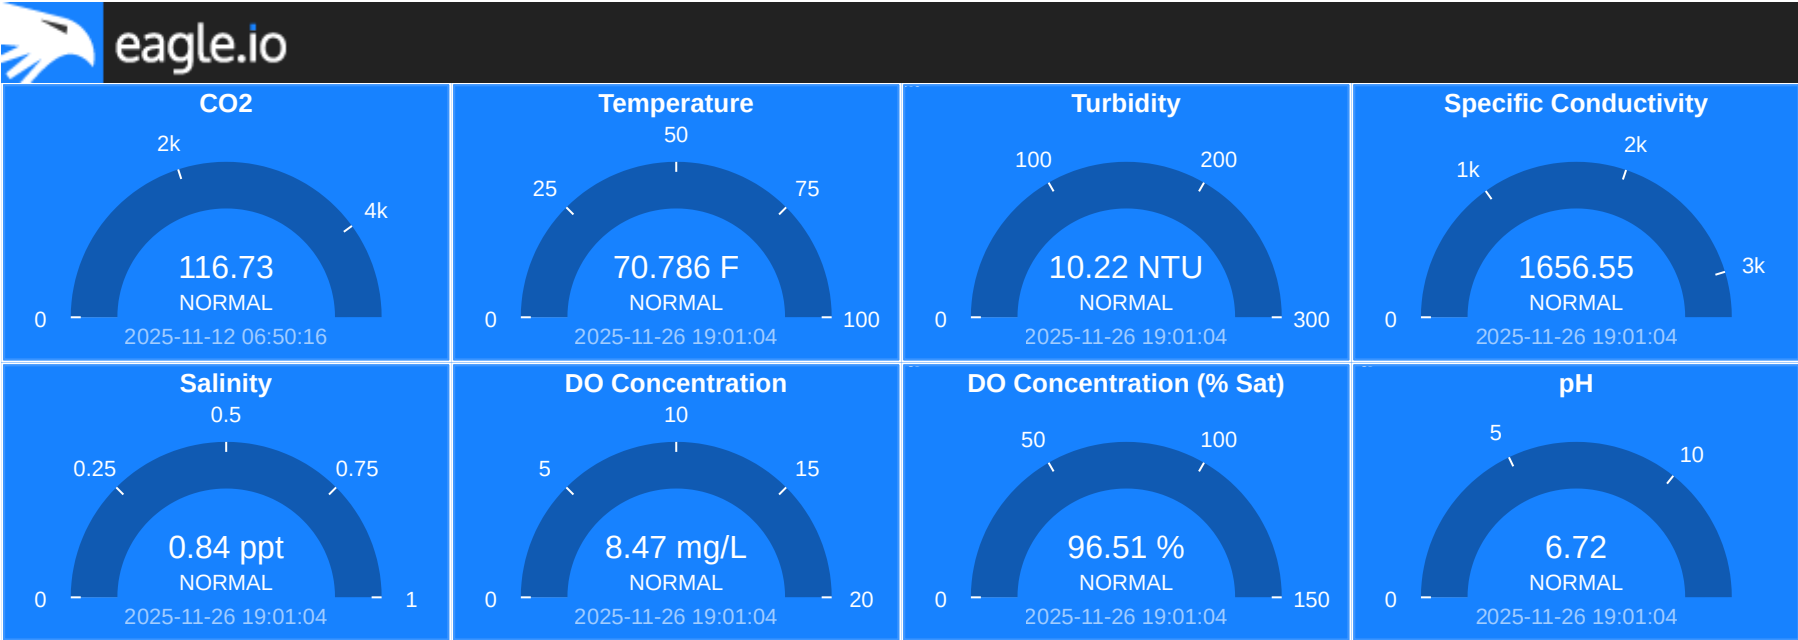 eagle.io
CO2
2k
4k
0
116.73
NORMAL
2025-11-12 06:50:16
Temperature
50
25
75
0
100
70.786 F
NORMAL
2025-11-26 19:01:04
Turbidity
100
200
0
300
10.22 NTU
NORMAL
2025-11-26 19:01:04
Specific Conductivity
2k
1k
3k
0
1656.55
NORMAL
2025-11-26 19:01:04
Salinity
0.5
0.25
0.75
0
1
0.84 ppt
NORMAL
2025-11-26 19:01:04
DO Concentration
10
5
15
0
20
8.47 mg/L
NORMAL
2025-11-26 19:01:04
DO Concentration (% Sat)
50
100
0
150
96.51 %
NORMAL
2025-11-26 19:01:04
pH
5
10
0
6.72
NORMAL
2025-11-26 19:01:04